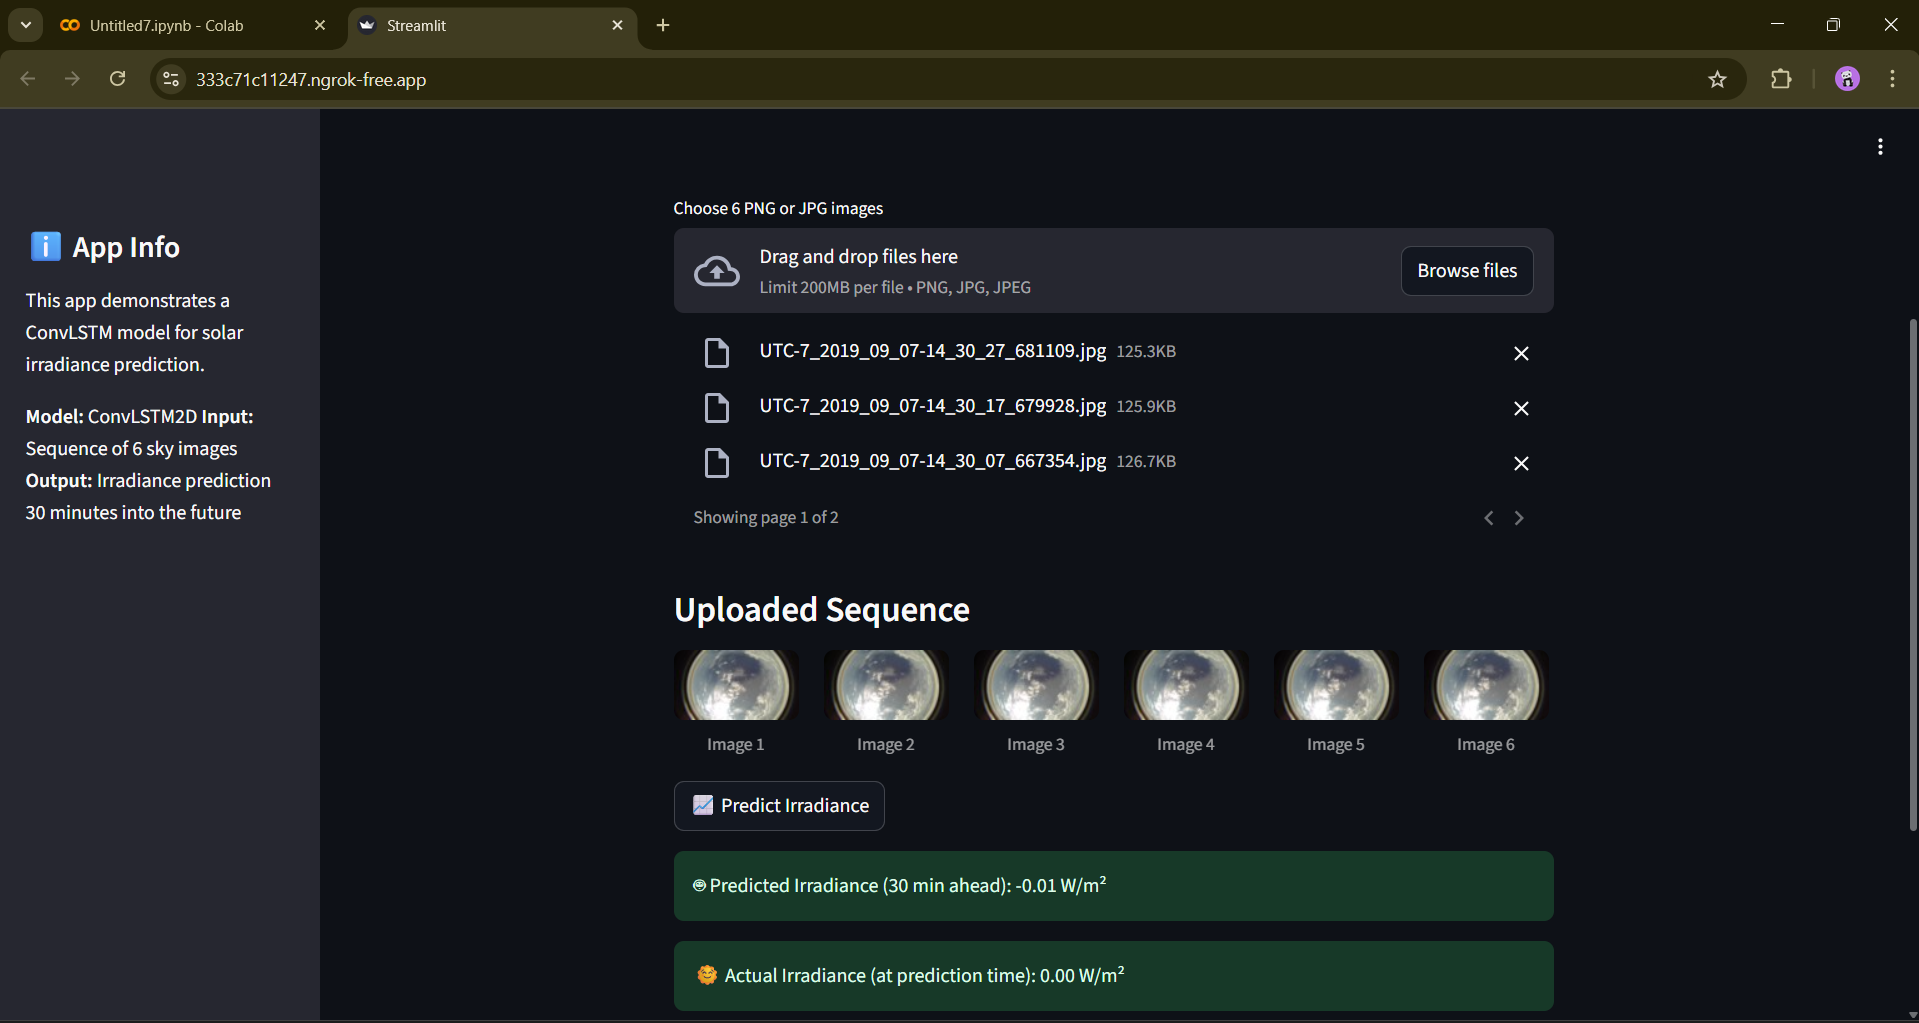 Untitled7.ipynb - Colab
Streamlit
333c71c11247.ngrok-free.app
App Info
This app demonstrates a
ConvLSTM model for solar
irradiance prediction.
Model: ConvLSTM2D Input:
Sequence of 6 sky images
Output: Irradiance prediction
30 minutes into the future
Choose 6 PNG or JPG images
Drag and drop files here
Limit 200MB per file • PNG, JPG, JPEG
Browse files
UTC-7_2019_09_07-14_30_27_681109.jpg 125.3KB
UTC-7_2019_09_07-14_30_17_679928.jpg 125.9KB
UTC-7_2019_09_07-14_30_07_667354.jpg 126.7KB
Showing page 1 of 2
Uploaded Sequence
Image 1 Image 2 Image 3 Image 4 Image 5 Image 6
Predict Irradiance
Predicted Irradiance (30 min ahead): -0.01 W/m²
Actual Irradiance (at prediction time): 0.00 W/m²